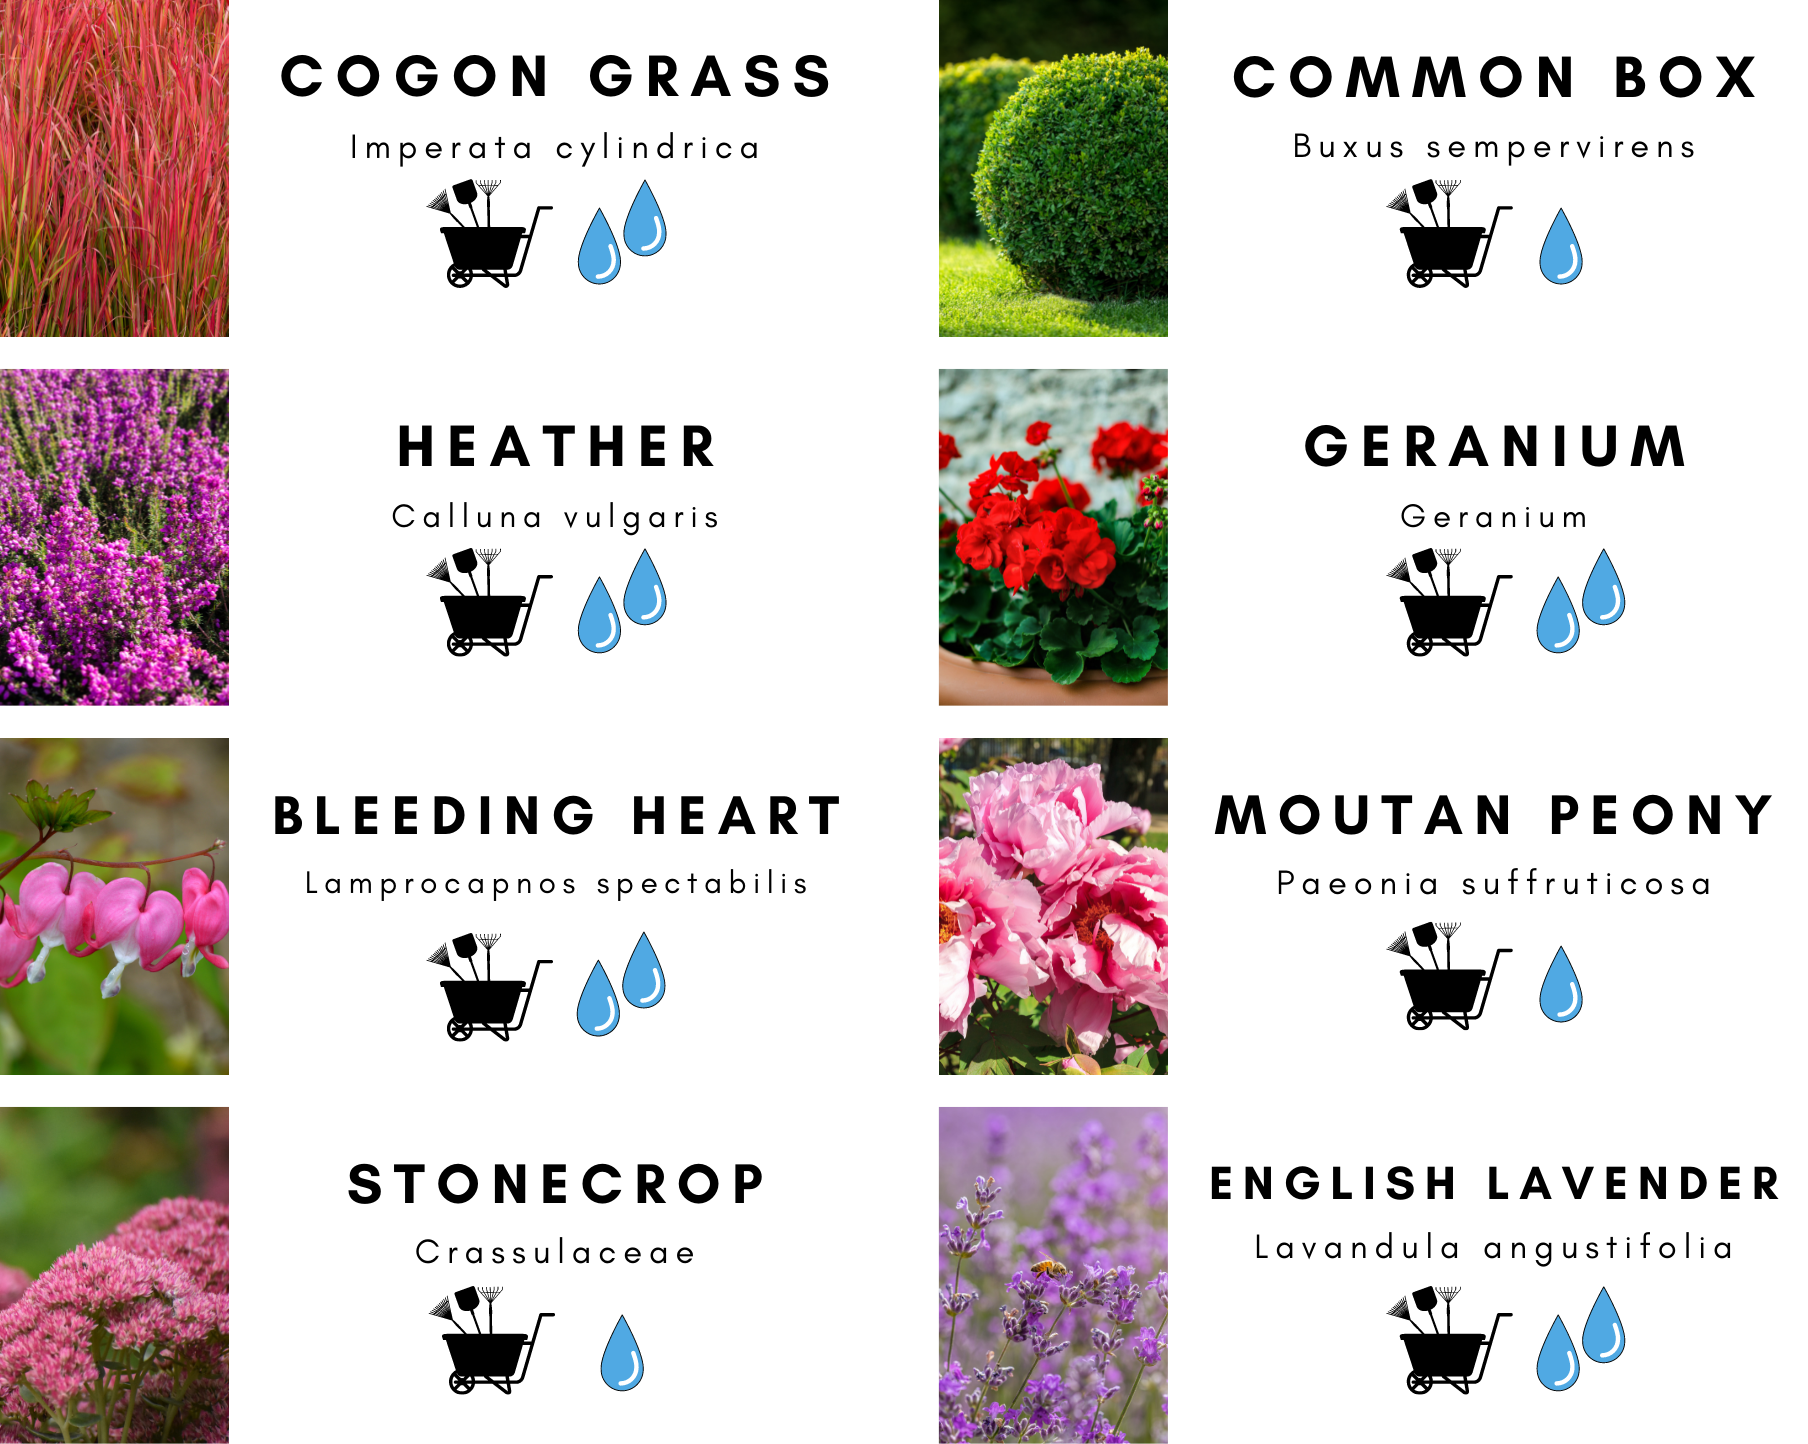 COGON GRASS
Imperata cylindrica
COMMON BOX
Buxus sempervirens
HEATHER
Calluna vulgaris
GERANIUM
Geranium
BLEEDING HEART
Lamprocapnos spectabilis
MOUTAN PEONY
Paeonia suffruticosa
STONECROP
Crassulaceae
ENGLISH LAVENDER
Lavandula angustifolia